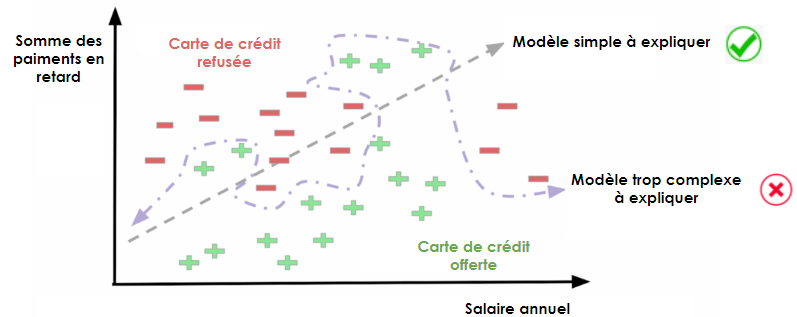 Somme des
paiments en
retard
Carte de crédit
refusée
Modèle simple à expliquer
Modèle trop complexe
à expliquer
Carte de crédit
offerte
Salaire annuel